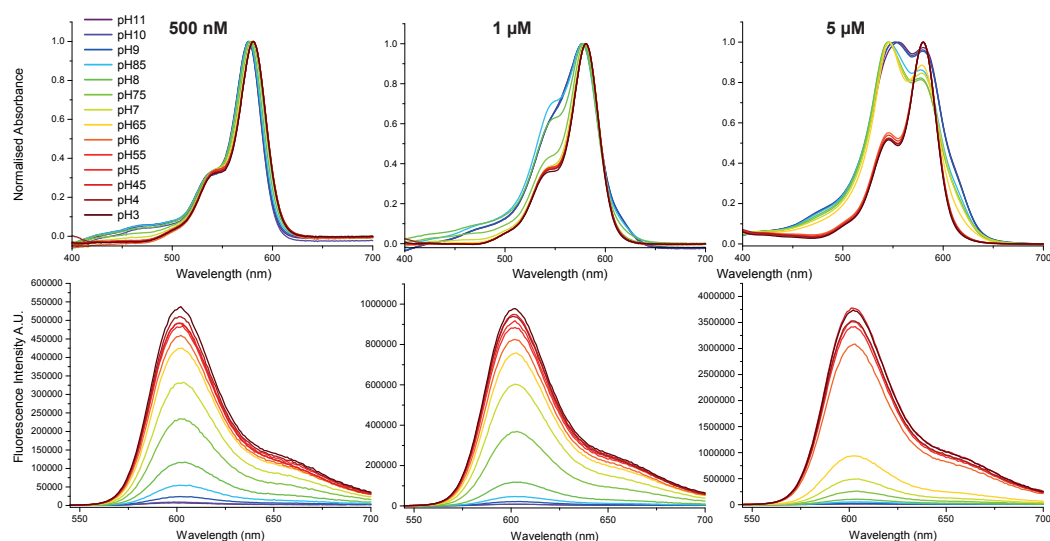 500 nM
1 µM
5 µM
pH11
pH10
pH9
pH85
pH8
pH75
pH7
pH65
pH6
pH55
pH5
pH45
pH4
pH3
Normalised Absorbance
1.0
0.8
0.6
0.4
0.2
0.0
400 500 600 700
Wavelength (nm)
1.0
0.8
0.6
0.4
0.2
0.0
400 500 600 700
Wavelength (nm)
1.0
0.8
0.6
0.4
0.2
0.0
400 500 600 700
Wavelength (nm)
Fluorescence Intensity A.U.
600000
550000
500000
450000
400000
350000
300000
250000
200000
150000
100000
50000
0
550 600 650 700
Wavelength (nm)
1000000
800000
600000
400000
200000
0
550 600 650 700
Wavelength (nm)
4000000
3500000
3000000
2500000
2000000
1500000
1000000
500000
0
550 600 650 700
Wavelength (nm)